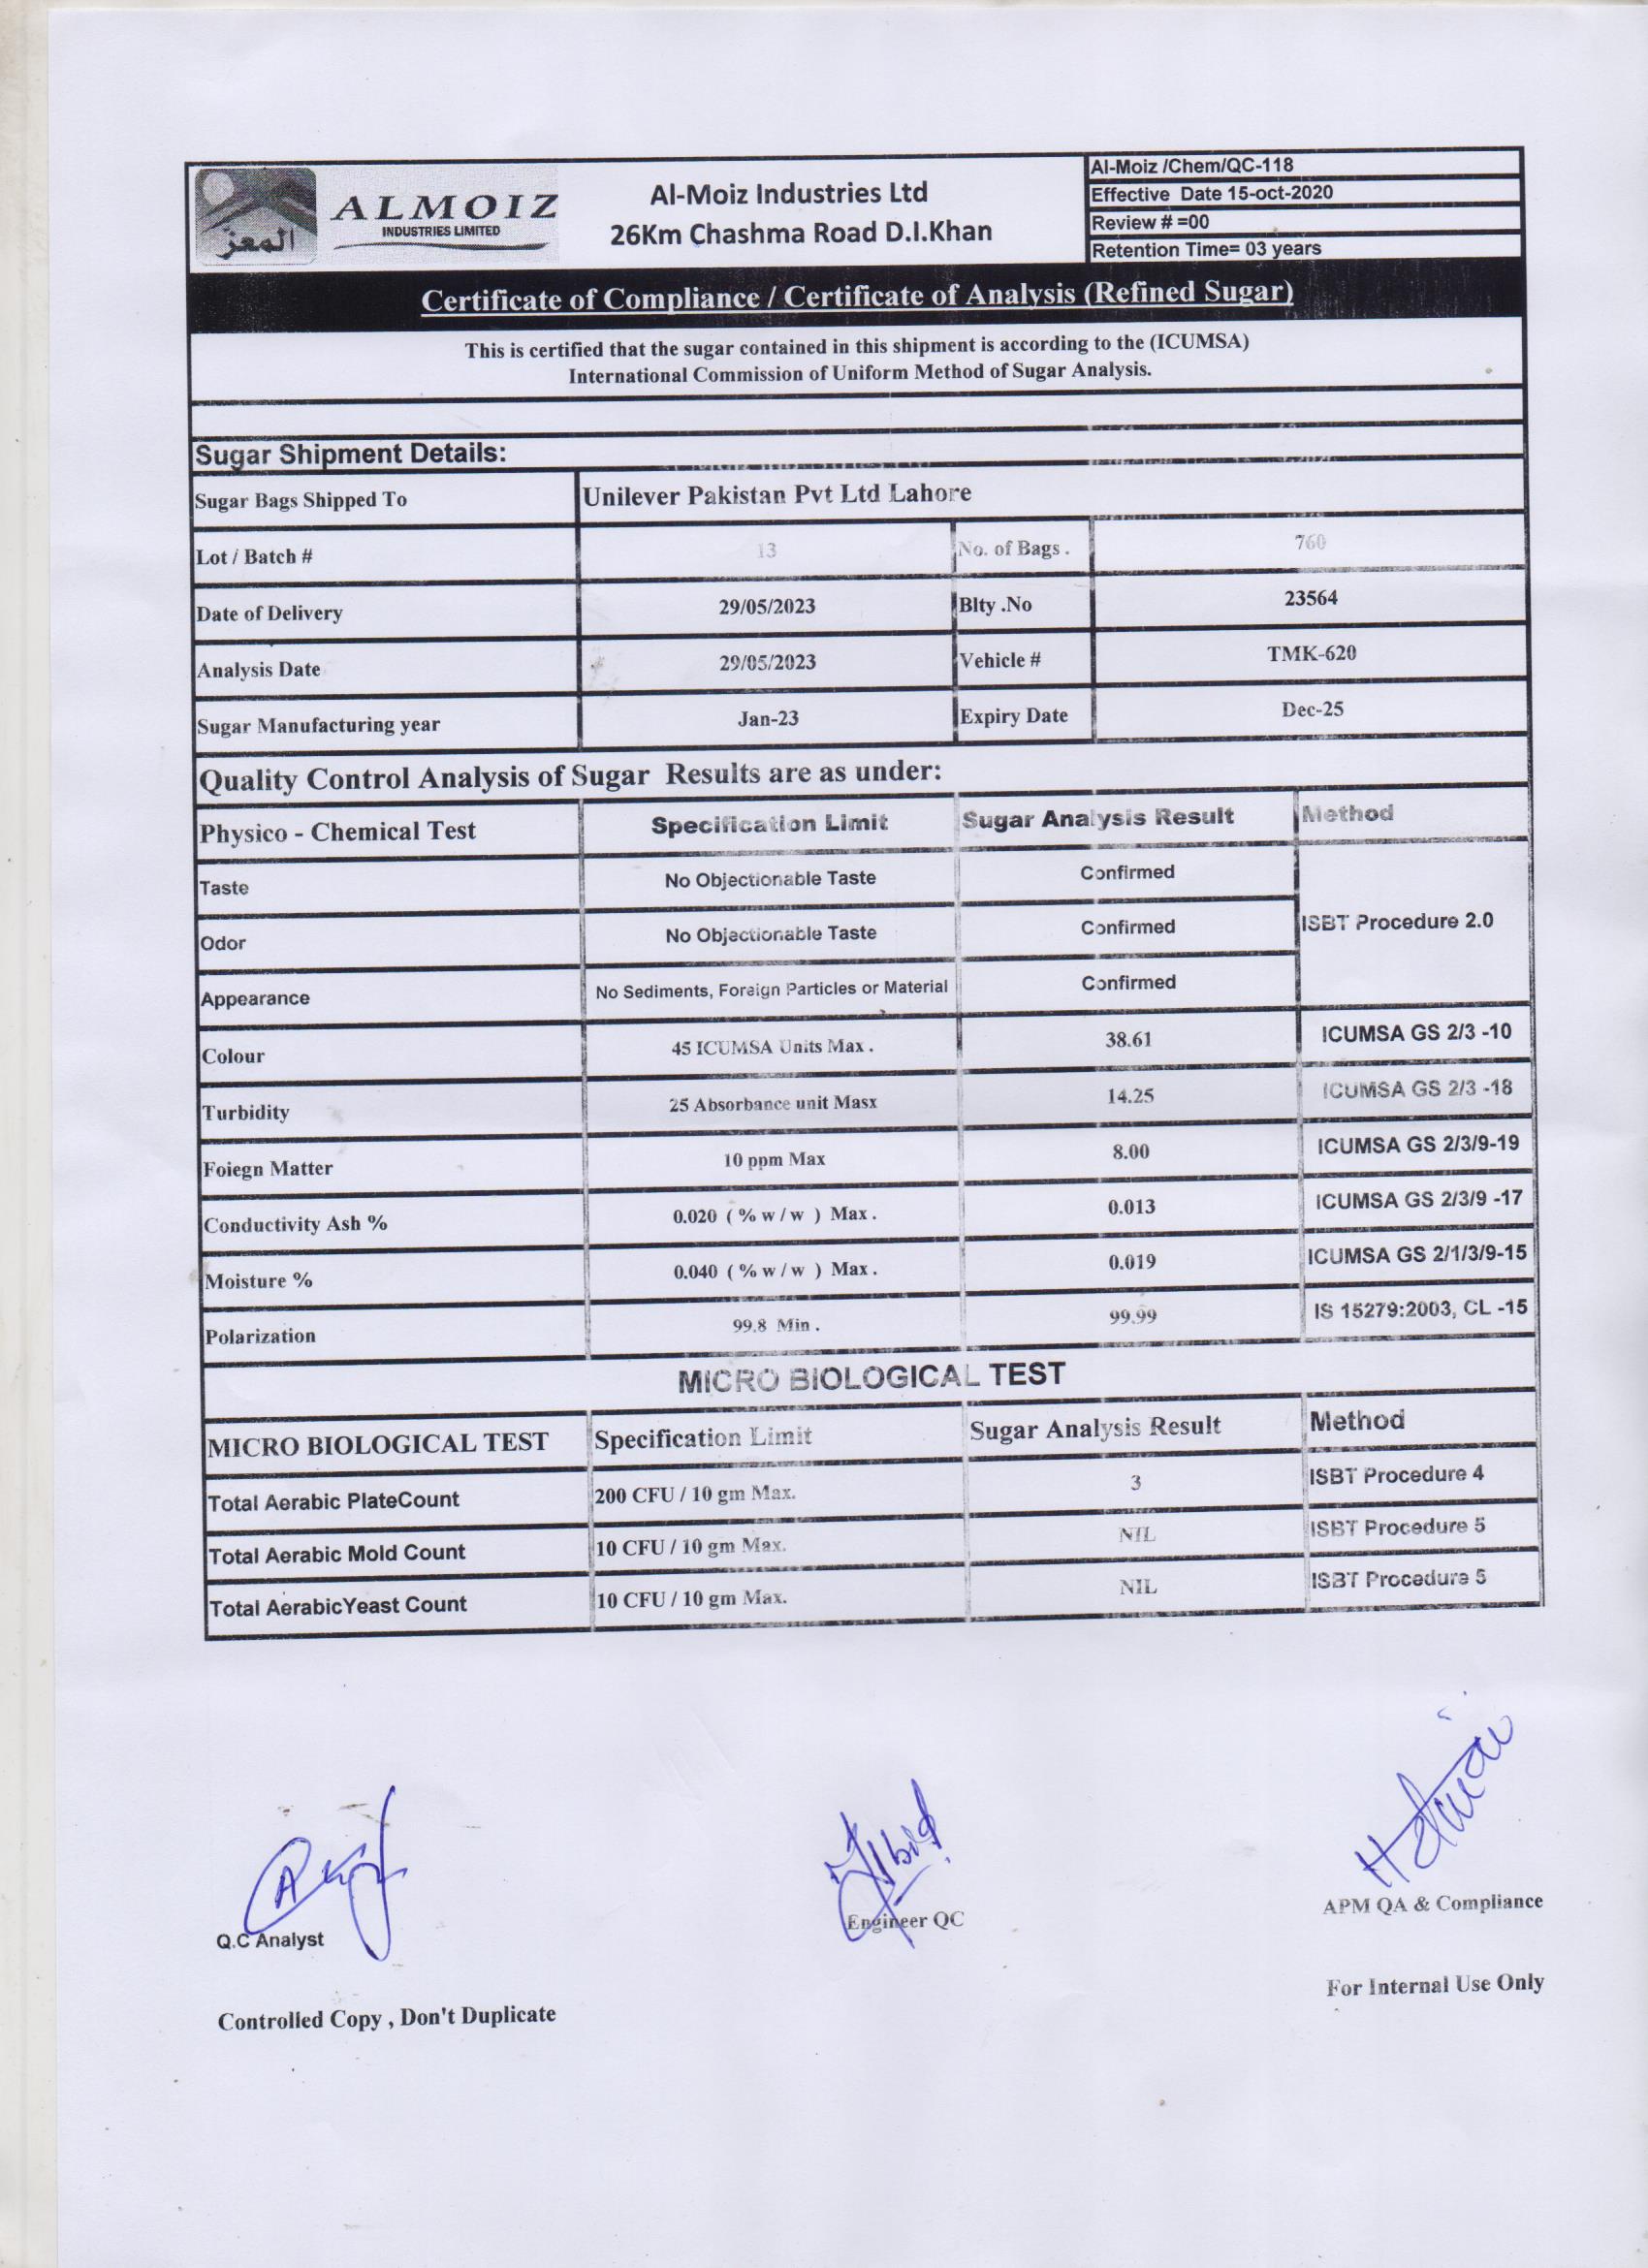 المعز
ALMOIZ
INDUSTRIES LIMITED
Al-Moiz Industries Ltd
26Km Chashma Road D.I.Khan
Al-Moiz /Chem/QC-118
Effective Date 15-oct-2020
Review # =00
Retention Time= 03 years
Certificate of Compliance / Certificate of Analysis (Refined Sugar)
This is certified that the sugar contained in this shipment is according to the (ICUMSA)
International Commission of Uniform Method of Sugar Analysis.
Sugar Shipment Details:
Sugar Bags Shipped To Unilever Pakistan Pvt Ltd Lahore
Lot / Batch # 13 No. of Bags . 760
Date of Delivery 29/05/2023 Blty .No 23564
Analysis Date 29/05/2023 Vehicle # TMK-620
Sugar Manufacturing year Jan-23 Expiry Date Dec-25
Quality Control Analysis of Sugar Results are as under:
Physico - Chemical Test Specification Limit Sugar Analysis Result Method
Taste No Objectionable Taste Confirmed
Odor No Objectionable Taste Confirmed ISBT Procedure 2.0
Appearance No Sediments, Foreign Particles or Material Confirmed
Colour 45 ICUMSA Units Max . 38.61 ICUMSA GS 2/3 -10
Turbidity 25 Absorbance unit Masx 14.25 ICUMSA GS 2/3 -18
Foiegn Matter 10 ppm Max 8.00 ICUMSA GS 2/3/9-19
Conductivity Ash % 0.020 ( % w / w ) Max . 0.013 ICUMSA GS 2/3/9 -17
Moisture % 0.040 ( % w / w ) Max . 0.019 ICUMSA GS 2/1/3/9-15
Polarization 99.8 Min . 99.99 IS 15279:2003, CL -15
MICRO BIOLOGICAL TEST
MICRO BIOLOGICAL TEST Specification Limit Sugar Analysis Result Method
Total Aerabic PlateCount 200 CFU / 10 gm Max. 3 ISBT Procedure 4
Total Aerabic Mold Count 10 CFU / 10 gm Max. NIL ISBT Procedure 5
Total AerabicYeast Count 10 CFU / 10 gm Max. NIL ISBT Procedure 5
Q.C Analyst
Engineer QC
APM QA & Compliance
For Internal Use Only
Controlled Copy , Don't Duplicate